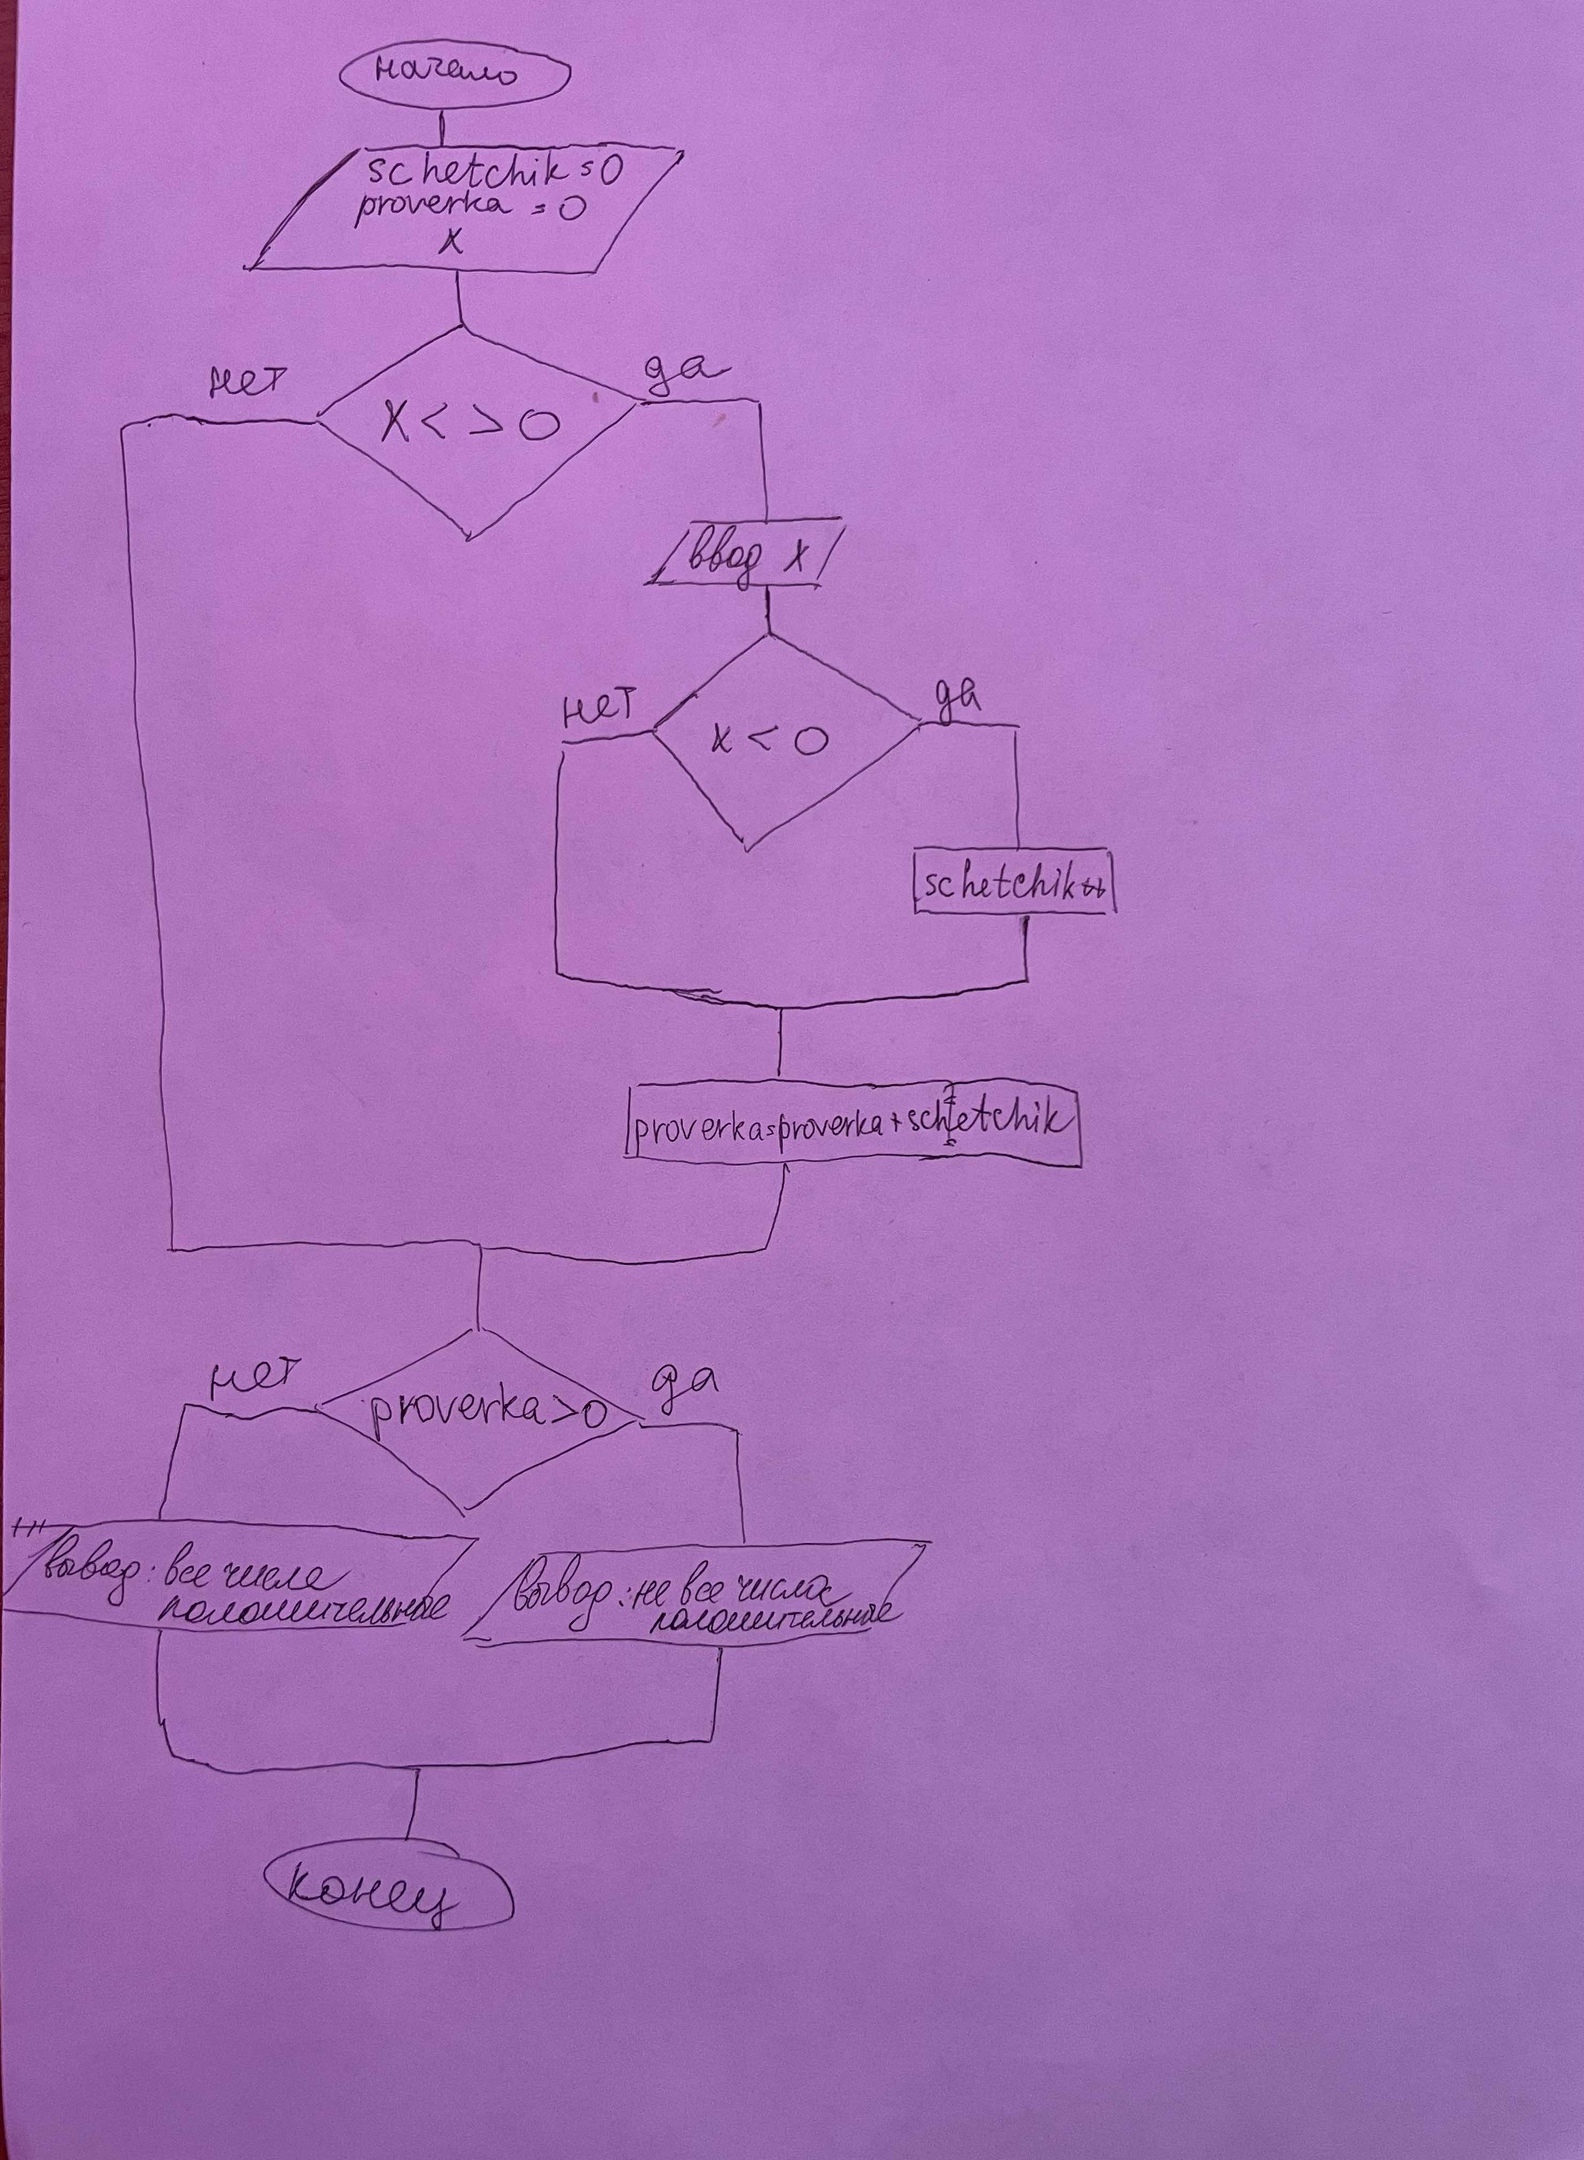 начало
schetchik=0
proverka=0
x
нет
да
X<>0
ввод x
нет
да
x<0
schetchik++
proverka=proverka+schetchik
нет
да
proverka>0
вывод: все числа
положительные
вывод: не все числа
положительные
конец